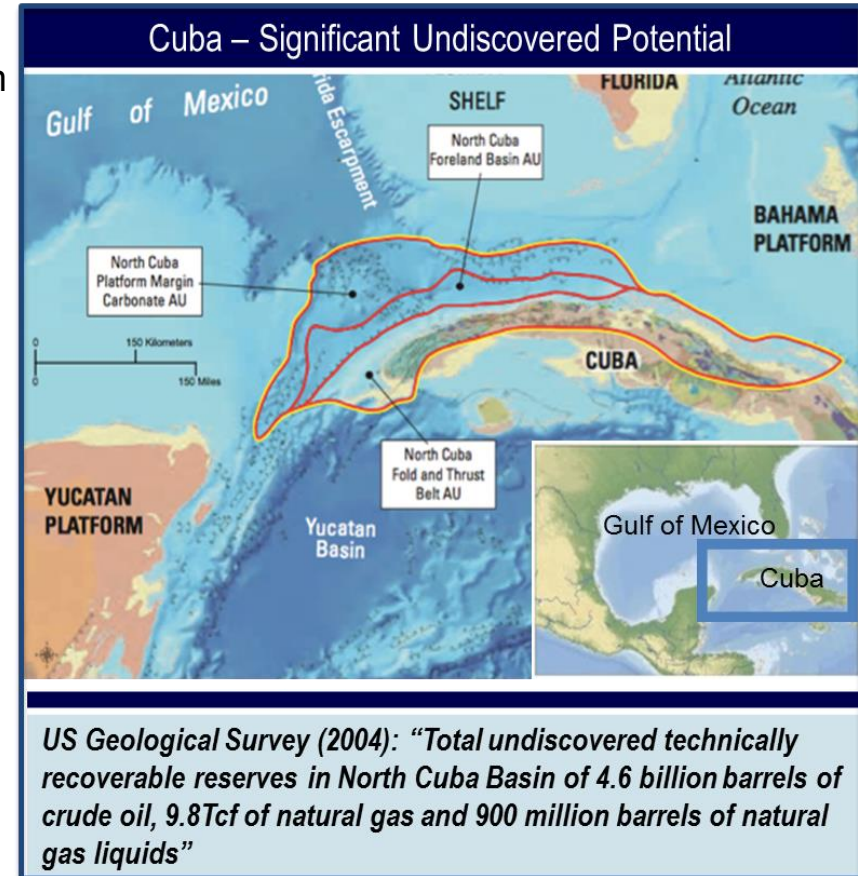 Cuba – Significant Undiscovered Potential
Gulf of Mexico
rida Escarpment
SHELF
FLORIDA
Atlantic
Ocean
North Cuba
Foreland Basin AU
BAHAMA
PLATFORM
North Cuba
Platform Margin
Carbonate AU
0 150 Kilometers
0 150 Miles
CUBA
North Cuba
Fold and Thrust
Belt AU
YUCATAN
PLATFORM
Yucatan
Basin
Gulf of Mexico
Cuba
US Geological Survey (2004): “Total undiscovered technically
recoverable reserves in North Cuba Basin of 4.6 billion barrels of
crude oil, 9.8Tcf of natural gas and 900 million barrels of natural
gas liquids”